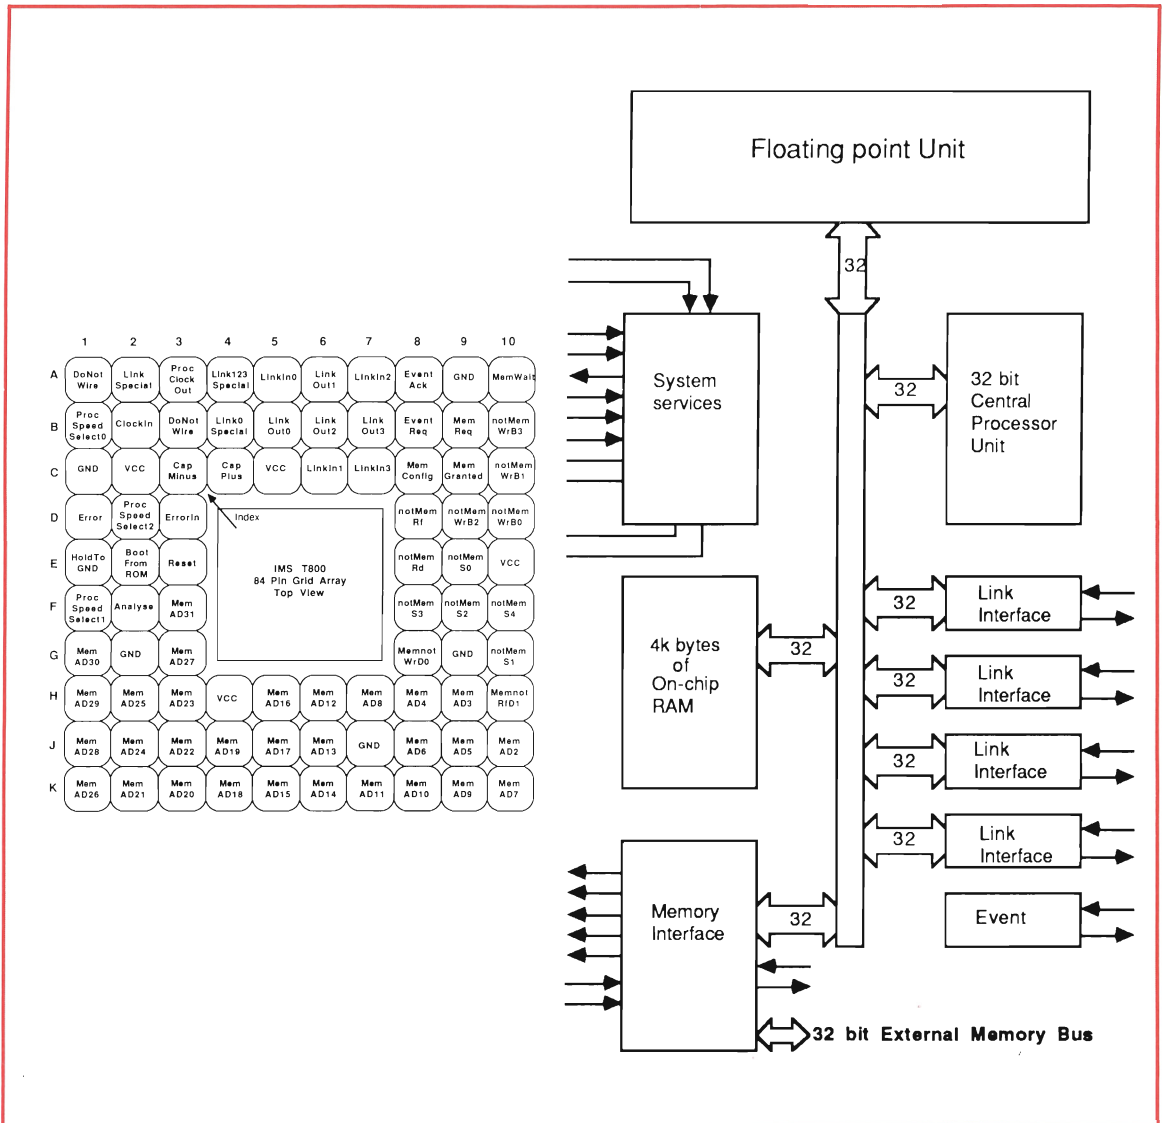 Floating point Unit
32
System
services
32
32 bit
Central
Processor
Unit
1 2 3 4 5 6 7 8 9 10
A
DoNot
Wire
Link
Special
Proc
Clock
Out
Link123
Special
LinkIn0
Link
Out1
LinkIn2
Event
Ack
GND
MemWait
B
Proc
Speed
Select0
ClockIn
DoNot
Wire
Link0
Special
Link
Out0
Link
Out2
Link
Out3
Event
Req
Mem
Req
notMem
WrB3
C
GND
VCC
Cap
Minus
Cap
Plus
VCC
LinkIn1
LinkIn3
Mem
Config
Mem
Granted
notMem
WrB1
D
Error
Proc
Speed
Select2
ErrorIn
Index
notMem
Rf
notMem
WrB2
notMem
WrB0
E
HoldTo
GND
Boot
From
ROM
Reset
IMS T800
84 Pin Grid Array
Top View
notMem
Rd
notMem
S0
VCC
F
Proc
Speed
Select1
Analyse
Mem
AD31
notMem
S3
notMem
S2
notMem
S4
G
Mem
AD30
GND
Mem
AD27
Memnot
WrD0
GND
notMem
S1
H
Mem
AD29
Mem
AD25
Mem
AD23
VCC
Mem
AD16
Mem
AD12
Mem
AD8
Mem
AD4
Mem
AD3
Memnot
RfD1
J
Mem
AD28
Mem
AD24
Mem
AD22
Mem
AD19
Mem
AD17
Mem
AD13
GND
Mem
AD6
Mem
AD5
Mem
AD2
K
Mem
AD26
Mem
AD21
Mem
AD20
Mem
AD18
Mem
AD15
Mem
AD14
Mem
AD11
Mem
AD10
Mem
AD9
Mem
AD7
4k bytes
of
On-chip
RAM
32
32
Link
Interface
32
Link
Interface
32
Link
Interface
32
Link
Interface
Memory
Interface
32
Event
32 bit External Memory Bus